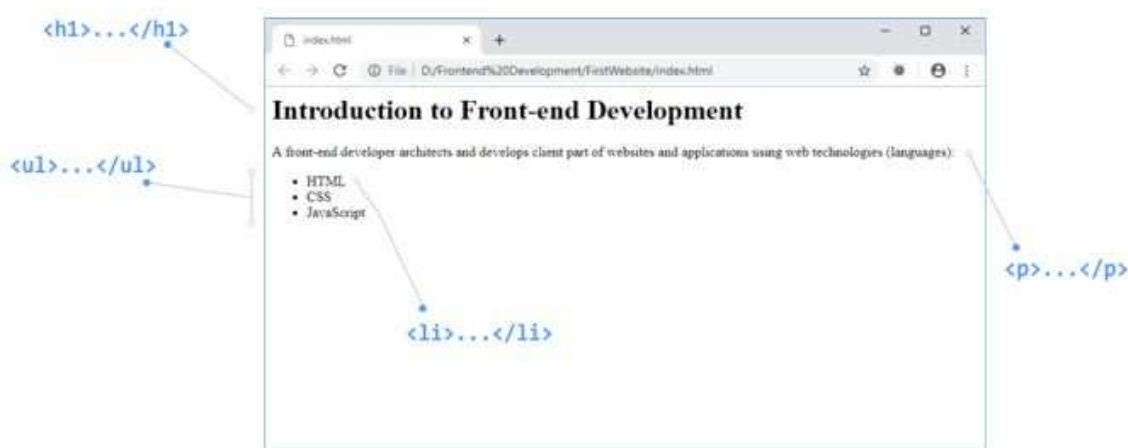 <h1>...</h1>
index.html
File | D:/Frontend%20Development/FirstWebsite/index.html
Introduction to Front-end Development
A front-end developer architects and develops client part of websites and applications using web technologies (languages):
<ul>...</ul>
• HTML
• CSS
• JavaScript
<p>...</p>
<li>...</li>